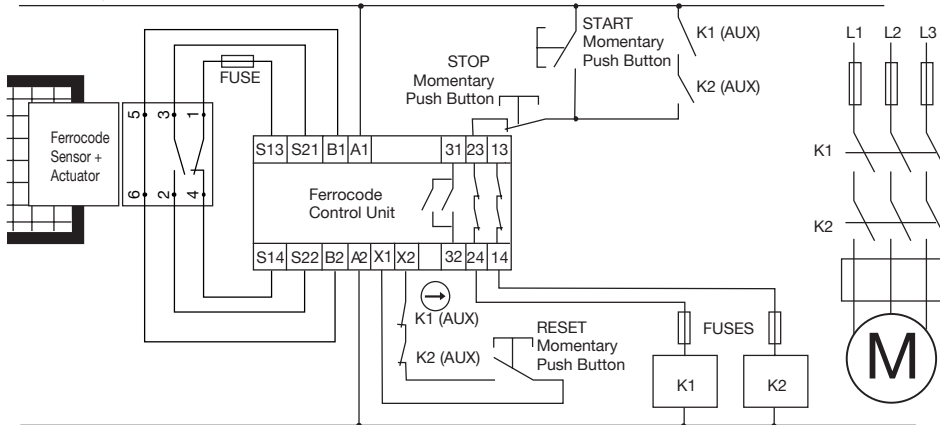 START
Momentary
Push Button
K1 (AUX)
K2 (AUX)
STOP
Momentary
Push Button
L1 L2 L3
FUSE
5 3 1
6 2 4
Ferrocode
Sensor +
Actuator
S13 S21 B1 A1 31 23 13
Ferrocode
Control Unit
S14 S22 B2 A2 X1 X2 32 24 14
K1
K2
K1 (AUX)
K2 (AUX)
RESET
Momentary
Push Button
FUSES
K1 K2
M